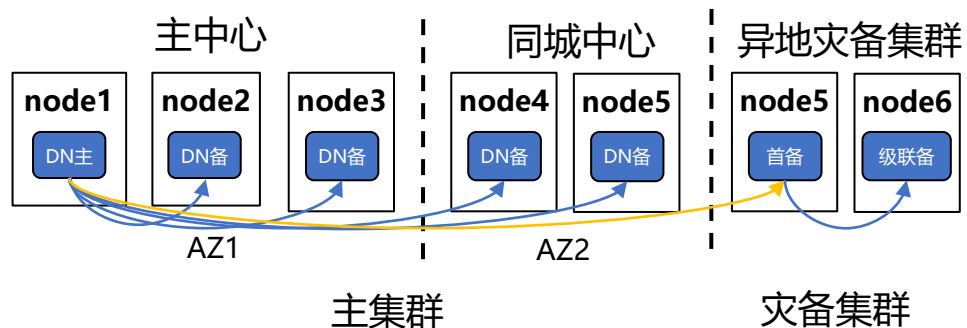 主中心 同城中心 异地灾备集群
node1 node2 node3 node4 node5 node5 node6
DN主 DN备 DN备 DN备 DN备 首备 级联备
AZ1 AZ2
主集群 灾备集群